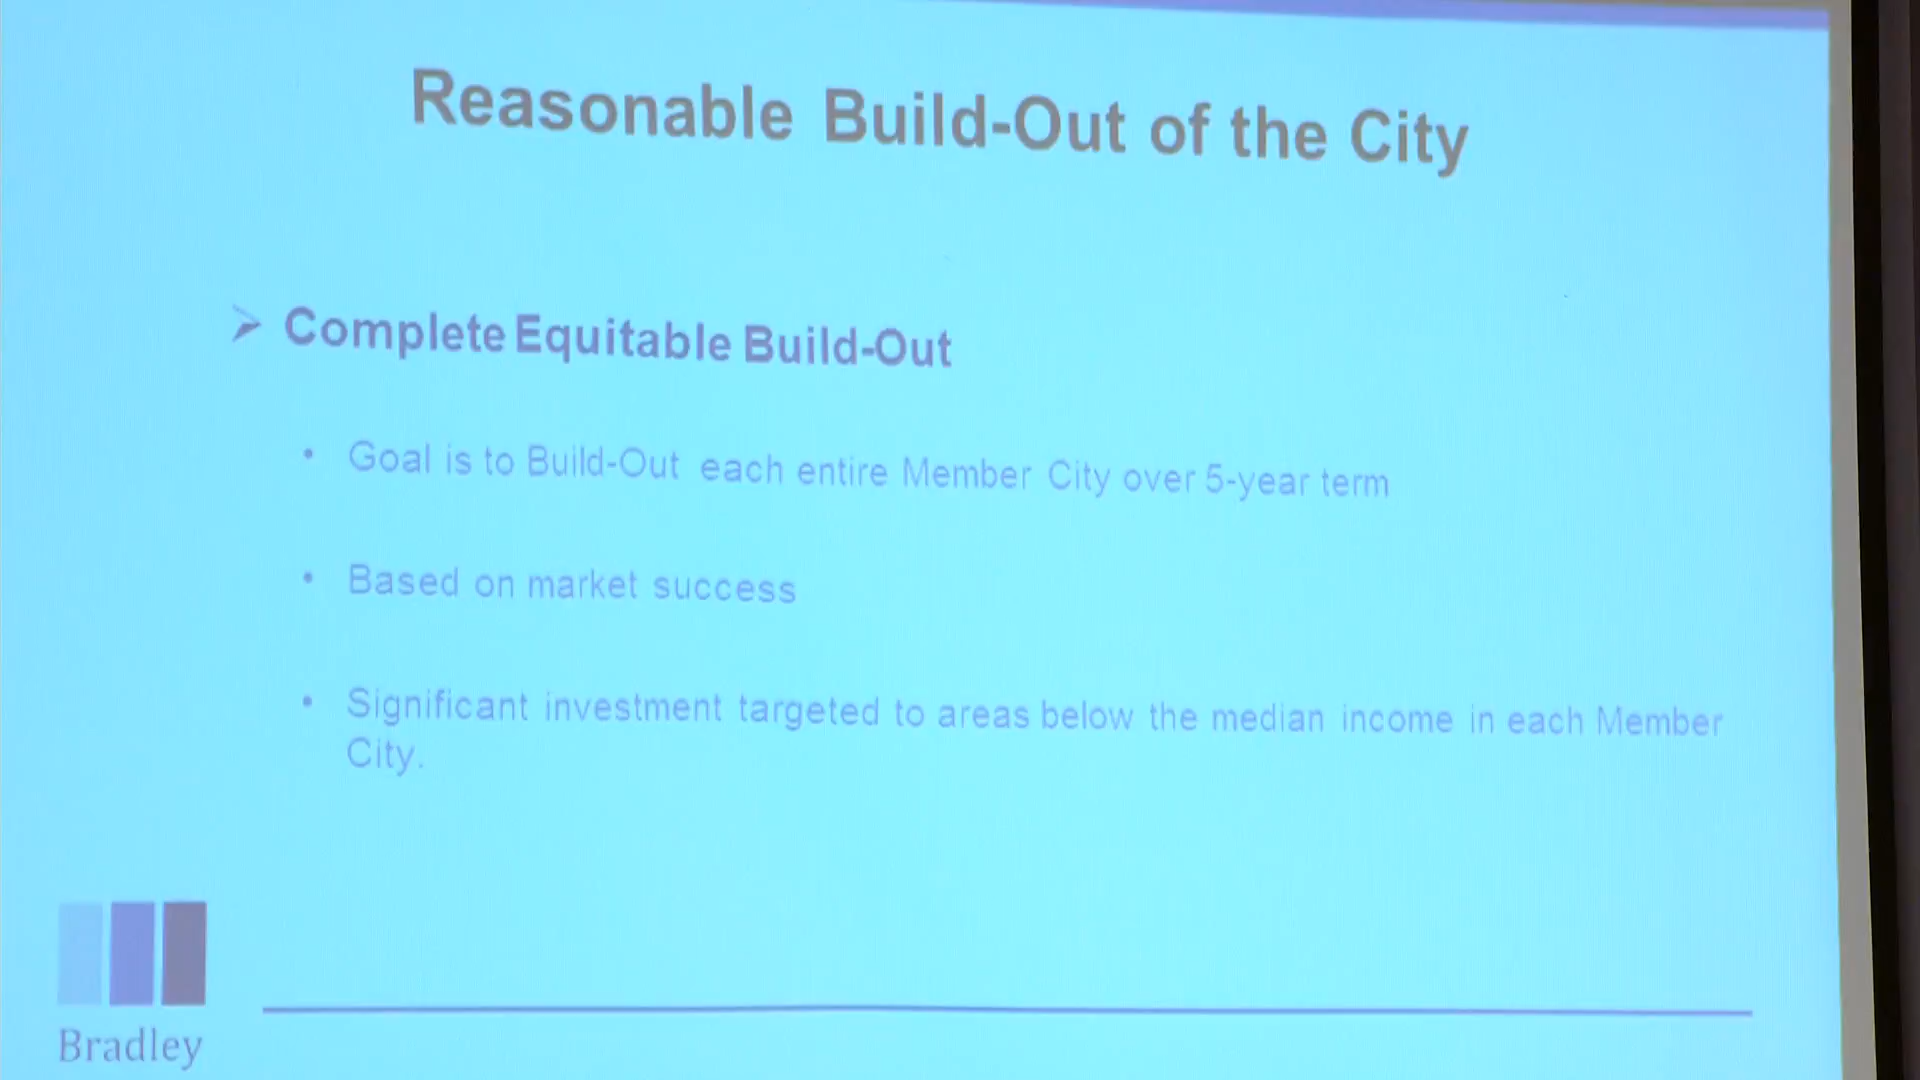 Reasonable Build-Out of the City
➢ Complete Equitable Build-Out
• Goal is to Build-Out each entire Member City over 5-year term
• Based on market success
• Significant investment targeted to areas below the median income in each Member
City.
Bradley